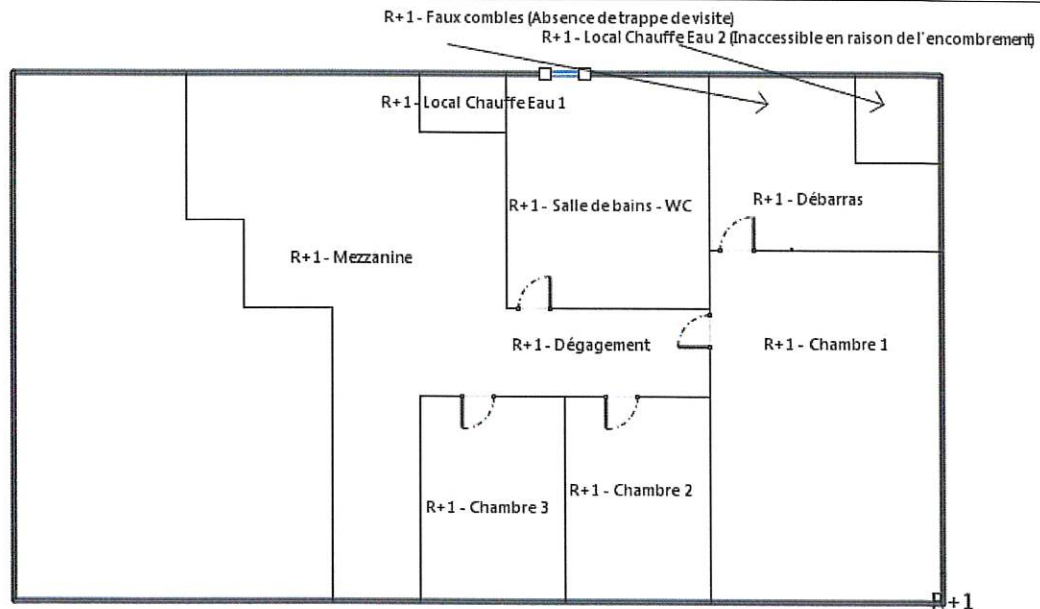 R+1- Faux combles (Absence de trappe de visite)
R+1 - Local Chauffe Eau 2 (Inaccessible en raison de l'encombrement)
R+1 - Local Chauffe Eau 1
R+1 - Salle de bains - WC
R+1 - Débarras
R+1 - Mezzanine
R+1 - Dégagement
R+1 - Chambre 1
R+1 - Chambre 2
R+1 - Chambre 3
R+1